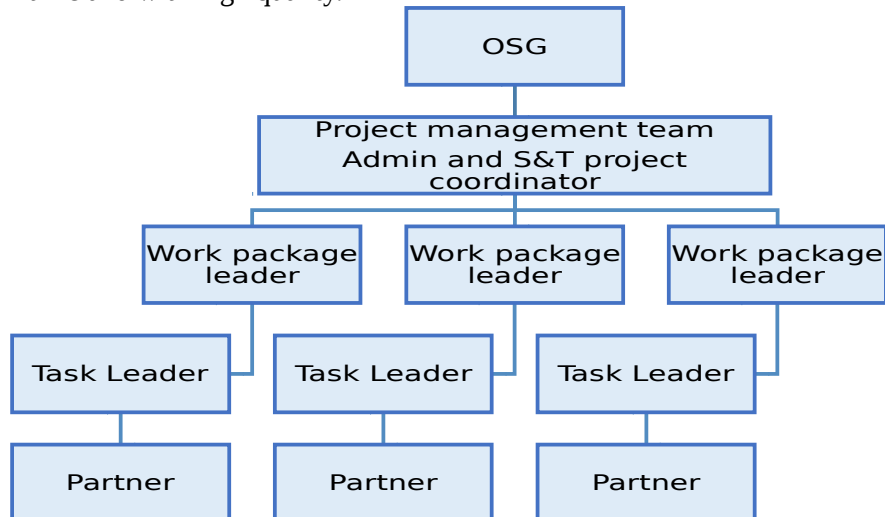 OSG
Project management team
Admin and S&T project
coordinator
Work package
leader
Work package
leader
Work package
leader
Task Leader
Task Leader
Task Leader
Partner
Partner
Partner